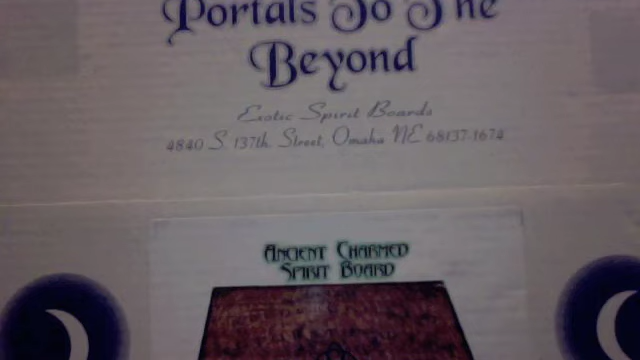 Portals To The
Beyond
Exotic Spirit Boards
4840 S. 137th Street, Omaha NE 68137-1674
Ancient Charmed
Spirit Board